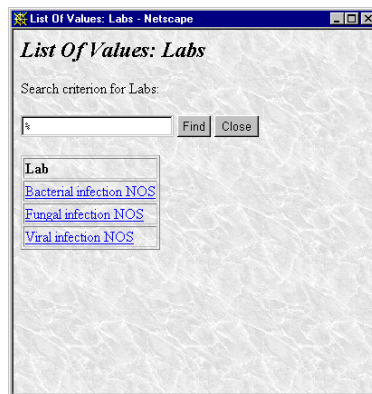 List Of Values: Labs - Netscape
List Of Values: Labs
Search criterion for Labs:
% Find Close
Lab
Bacterial infection NOS
Fungal infection NOS
Viral infection NOS